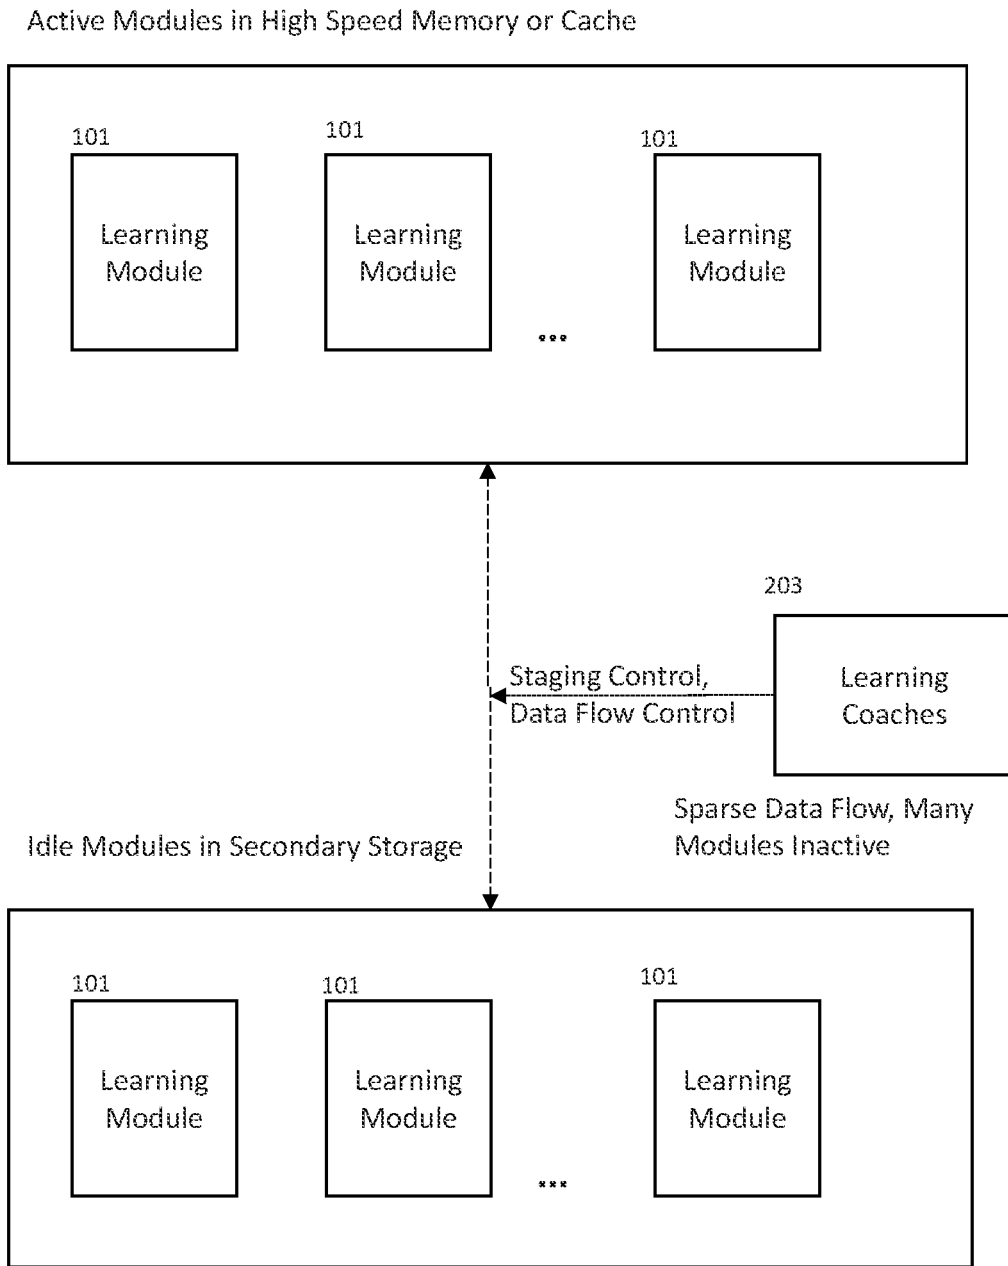 Active Modules in High Speed Memory or Cache
101
101
101
Learning
Module
Learning
Module
Learning
Module
...
203
Staging Control,
Data Flow Control
Learning
Coaches
Sparse Data Flow, Many
Modules Inactive
Idle Modules in Secondary Storage
101
101
101
Learning
Module
Learning
Module
Learning
Module
...